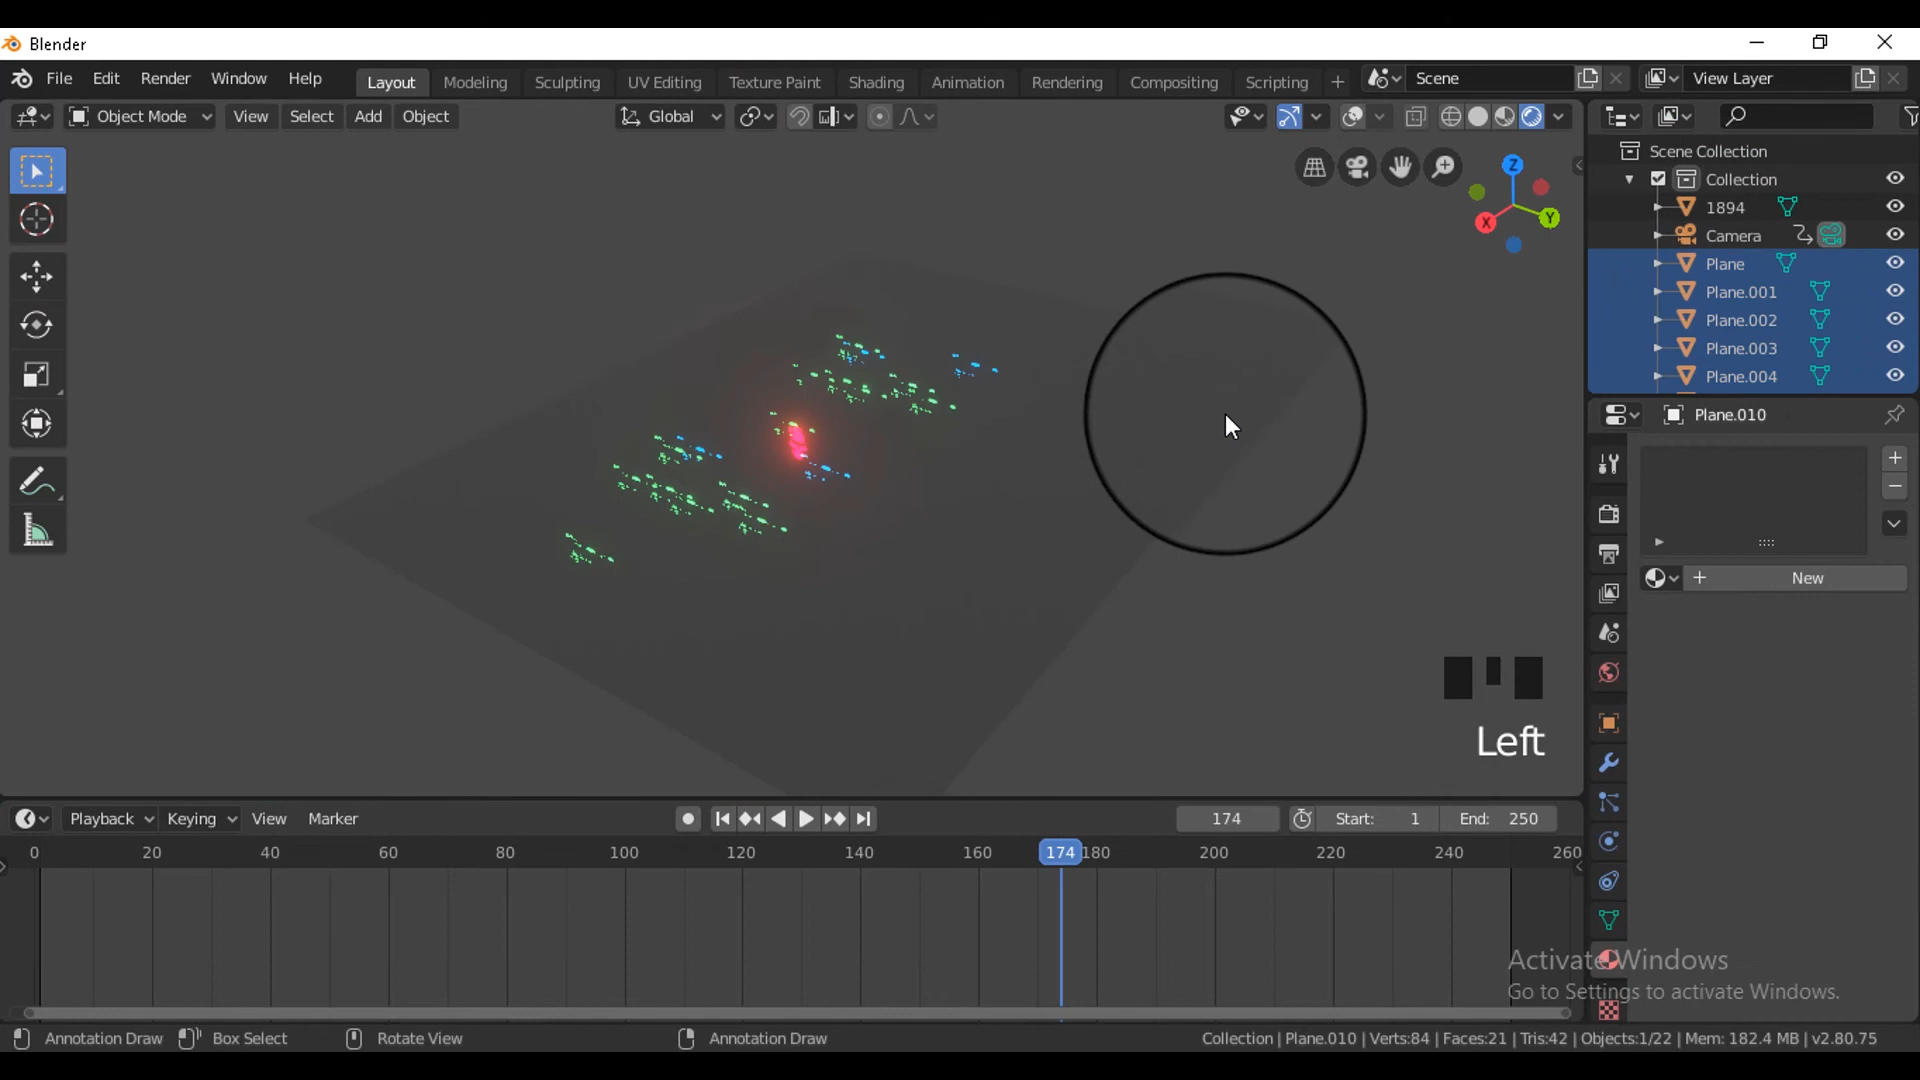 Blender
File Edit Render Window Help Layout Modeling Sculpting UV Editing Texture Paint Shading Animation Rendering Compositing Scripting + Scene View Layer
Object Mode View Select Add Object Global
Scene Collection
Collection
1894
Camera
Plane
Plane.001
Plane.002
Plane.003
Plane.004
Z
Y
X
Plane.010
+ New
Left
Playback Keying View Marker 174 Start: 1 End: 250
0 20 40 60 80 100 120 140 160 174 180 200 220 240 260
Activate Windows
Go to Settings to activate Windows.
Annotation Draw Box Select Rotate View Annotation Draw Collection | Plane.010 | Verts:84 | Faces:21 | Tris:42 | Objects:1/22 | Mem: 182.4 MB | v2.80.75